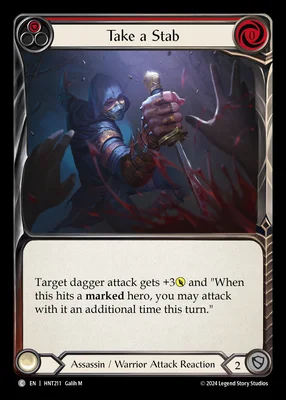 0
Take a Stab
Target dagger attack gets +3 and "When
this hits a marked hero, you may attack
with it an additional time this turn."
Assassin / Warrior Attack Reaction
2
C EN | HNT211 Galih M
© 2024 Legend Story Studios